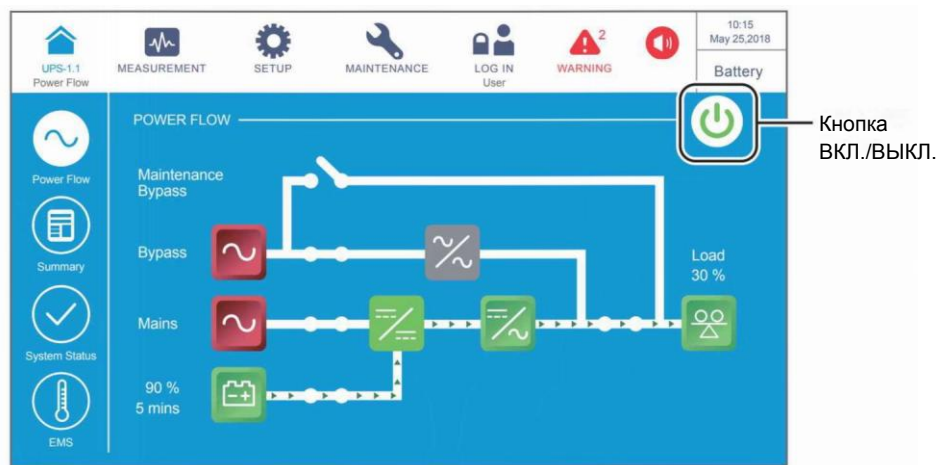 UPS-1.1
Power Flow
MEASUREMENT
SETUP
MAINTENANCE
LOG IN
User
2
WARNING
10:15
May 25,2018
Battery
POWER FLOW
Кнопка
ВКЛ./ВЫКЛ.
Power Flow
Maintenance
Bypass
Summary
Bypass
Load
30 %
System Status
Mains
90 %
5 mins
EMS